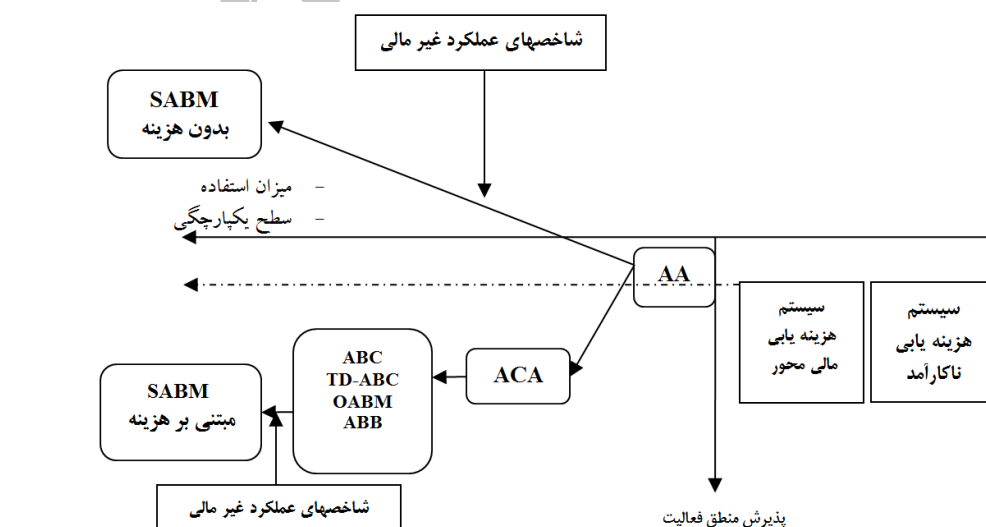 شاخصهای عملکرد غیر مالی
SABM
بدون هزینه
- میزان استفاده
- سطح یکپارچگی
AA
سیستم
هزینه یابی
ناکارآمد
سیستم
هزینه یابی
مالی محور
ACA
ABC
TD-ABC
OABM
ABB
SABM
مبتنی بر هزینه
شاخصهای عملکرد غیر مالی
پذیرش منطق فعالیت